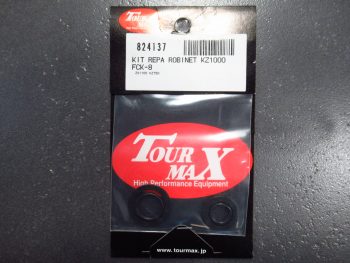 TOUR MAX
824137
KIT REPA ROBINET KZ1000
FCK-8
TOUR
MAX
High Performance Equipment
www.tourmax.jp